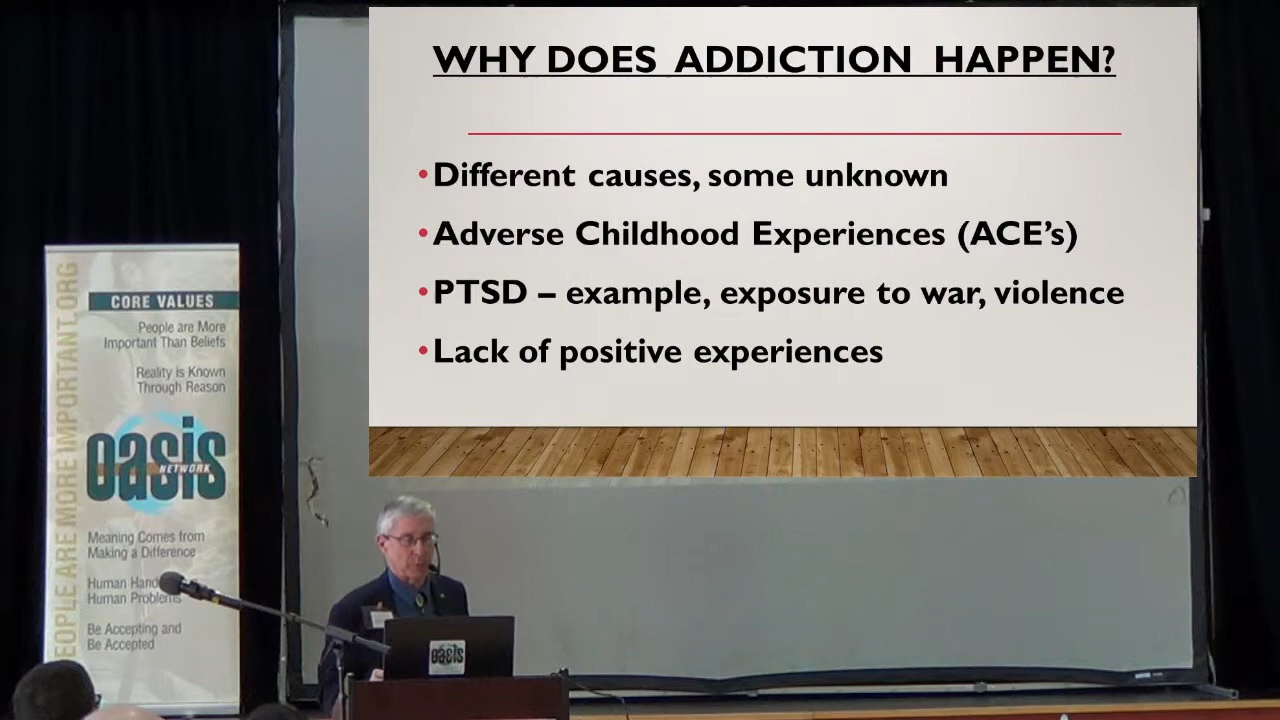 WHY DOES ADDICTION HAPPEN?
•Different causes, some unknown
•Adverse Childhood Experiences (ACE's)
•PTSD – example, exposure to war, violence
•Lack of positive experiences
EOPLE ARE MORE IMPORTANT.ORG
CORE VALUES
People are More
Important Than Beliefs
Reality is Known
Through Reason
oasis
NETWORK
Meaning Comes from
Making a Difference
Human
Human Problems
Be Accepting and
Be Accepted
oasis